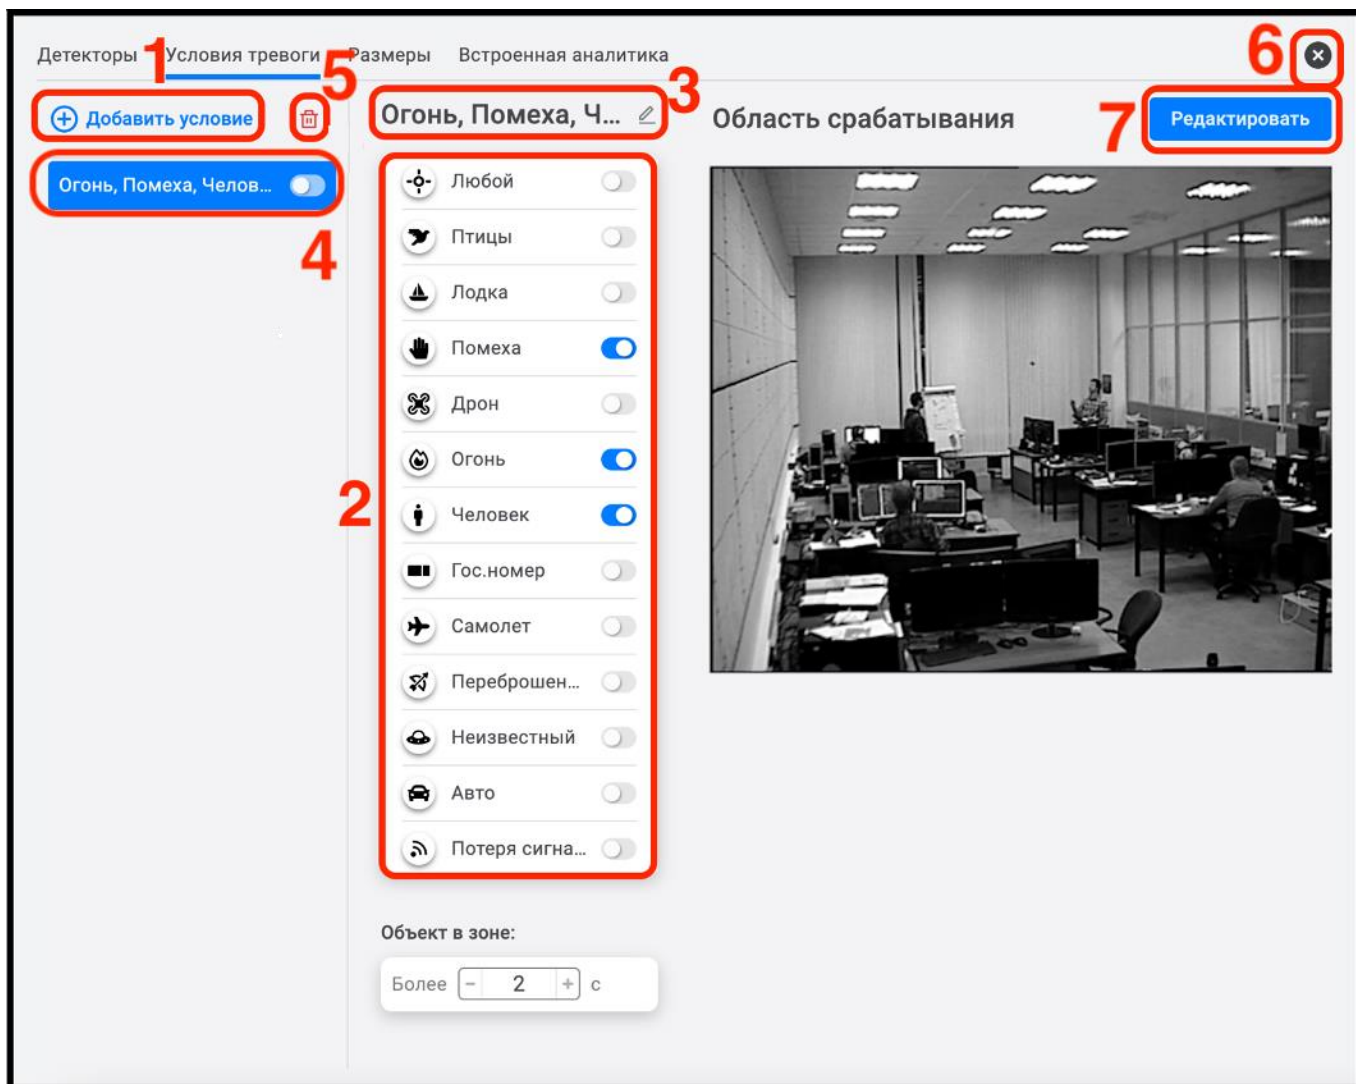 Детекторы Условия тревоги Размеры Встроенная аналитика
1
5
3
6
7
Добавить условие
Огонь, Помеха, Ч...
Область срабатывания
Редактировать
Огонь, Помеха, Челов...
4
2
Любой
Птицы
Лодка
Помеха
Дрон
Огонь
Человек
Гос.номер
Самолет
Переброшен...
Неизвестный
Авто
Потеря сигна...
Объект в зоне:
Более - 2 + с